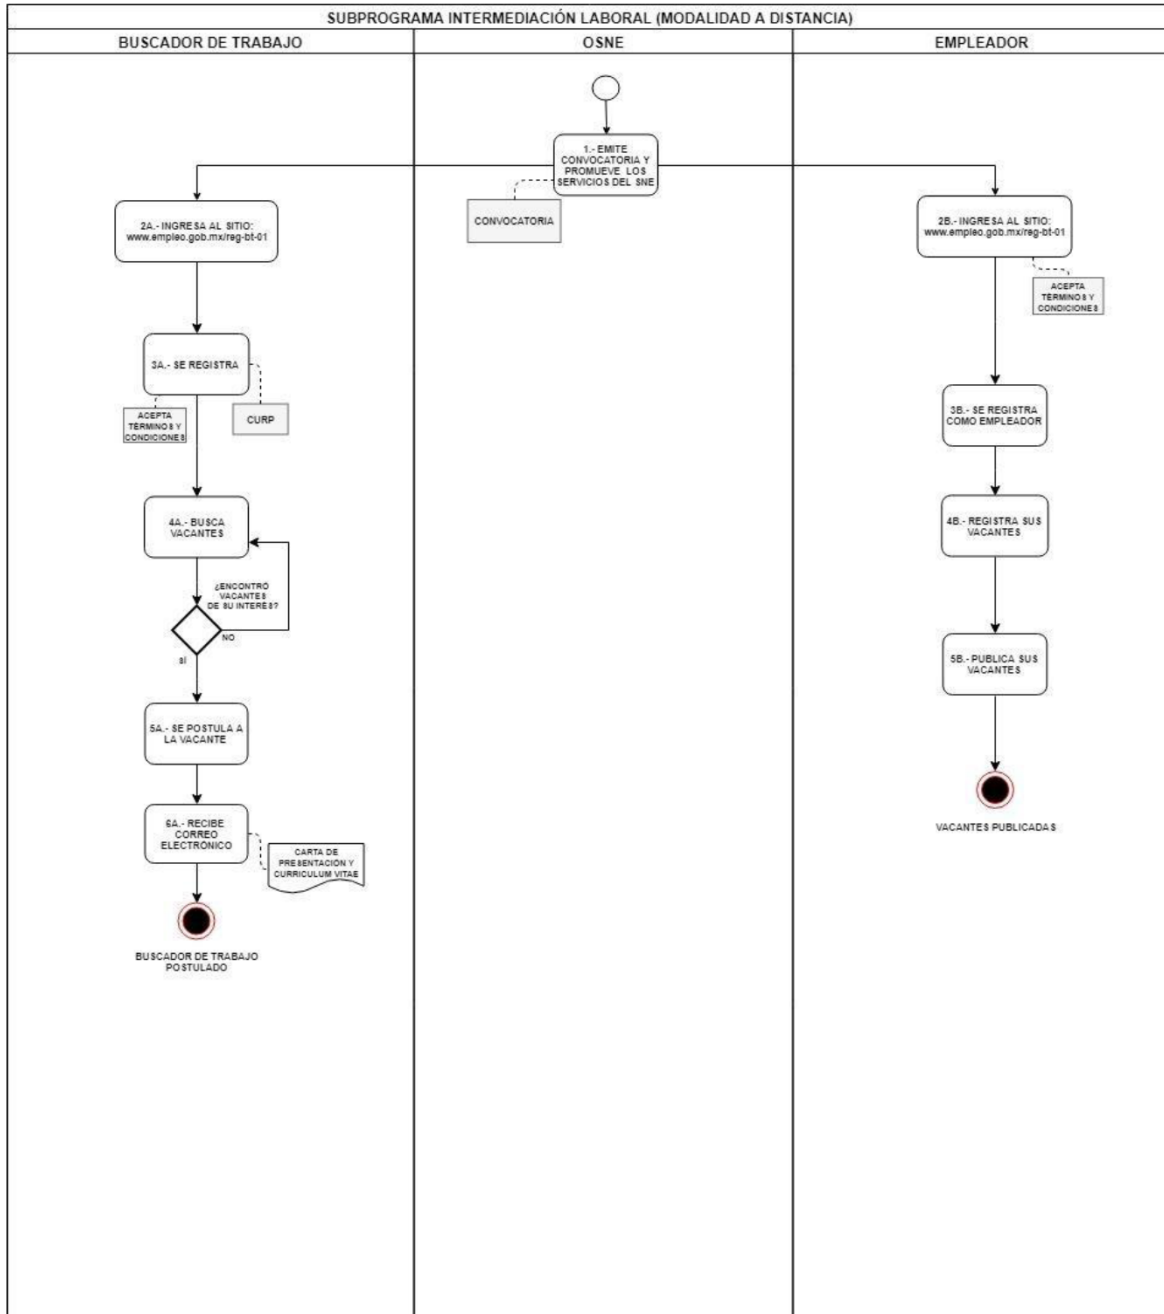 SUBPROGRAMA INTERMEDIACIÓN LABORAL (MODALIDAD A DISTANCIA)
BUSCADOR DE TRABAJO
OSNE
EMPLEADOR
1.- EMITE
CONVOCATORIA Y
PROMUEVE LOS
SERVICIOS DEL SNE
CONVOCATORIA
2A.- INGRESA AL SITIO:
www.empleo.gob.mx/reg-bt-01
3A.- SE REGISTRA
ACEPTA
TÉRMINOS Y
CONDICIONES
CURP
4A.- BUSCA
VACANTES
¿ENCONTRÓ
VACANTES
DE SU INTERÉS?
NO
SÍ
5A.- SE POSTULA A
LA VACANTE
6A.- RECIBE
CORREO
ELECTRÓNICO
CARTA DE
PRESENTACIÓN Y
CURRICULUM VITAE
BUSCADOR DE TRABAJO
POSTULADO
2B.- INGRESA AL SITIO:
www.empleo.gob.mx/reg-bt-01
ACEPTA
TÉRMINOS Y
CONDICIONES
3B.- SE REGISTRA
COMO EMPLEADOR
4B.- REGISTRA SUS
VACANTES
5B.- PUBLICA SUS
VACANTES
VACANTES PUBLICADAS